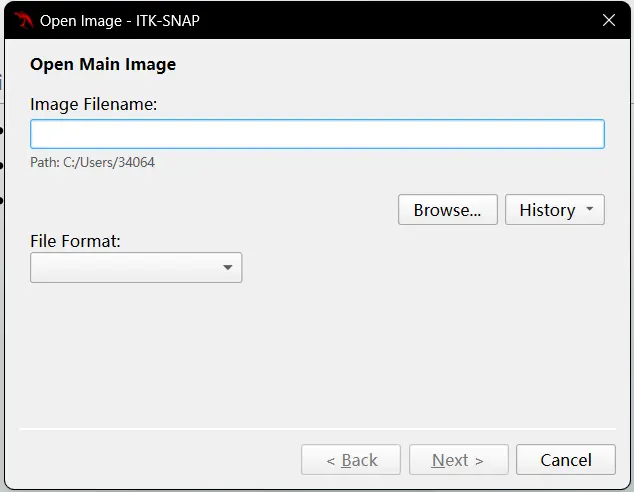 Open Image - ITK-SNAP
Open Main Image
Image Filename:
Path: C:/Users/34064
Browse... History
File Format:
< Back Next > Cancel